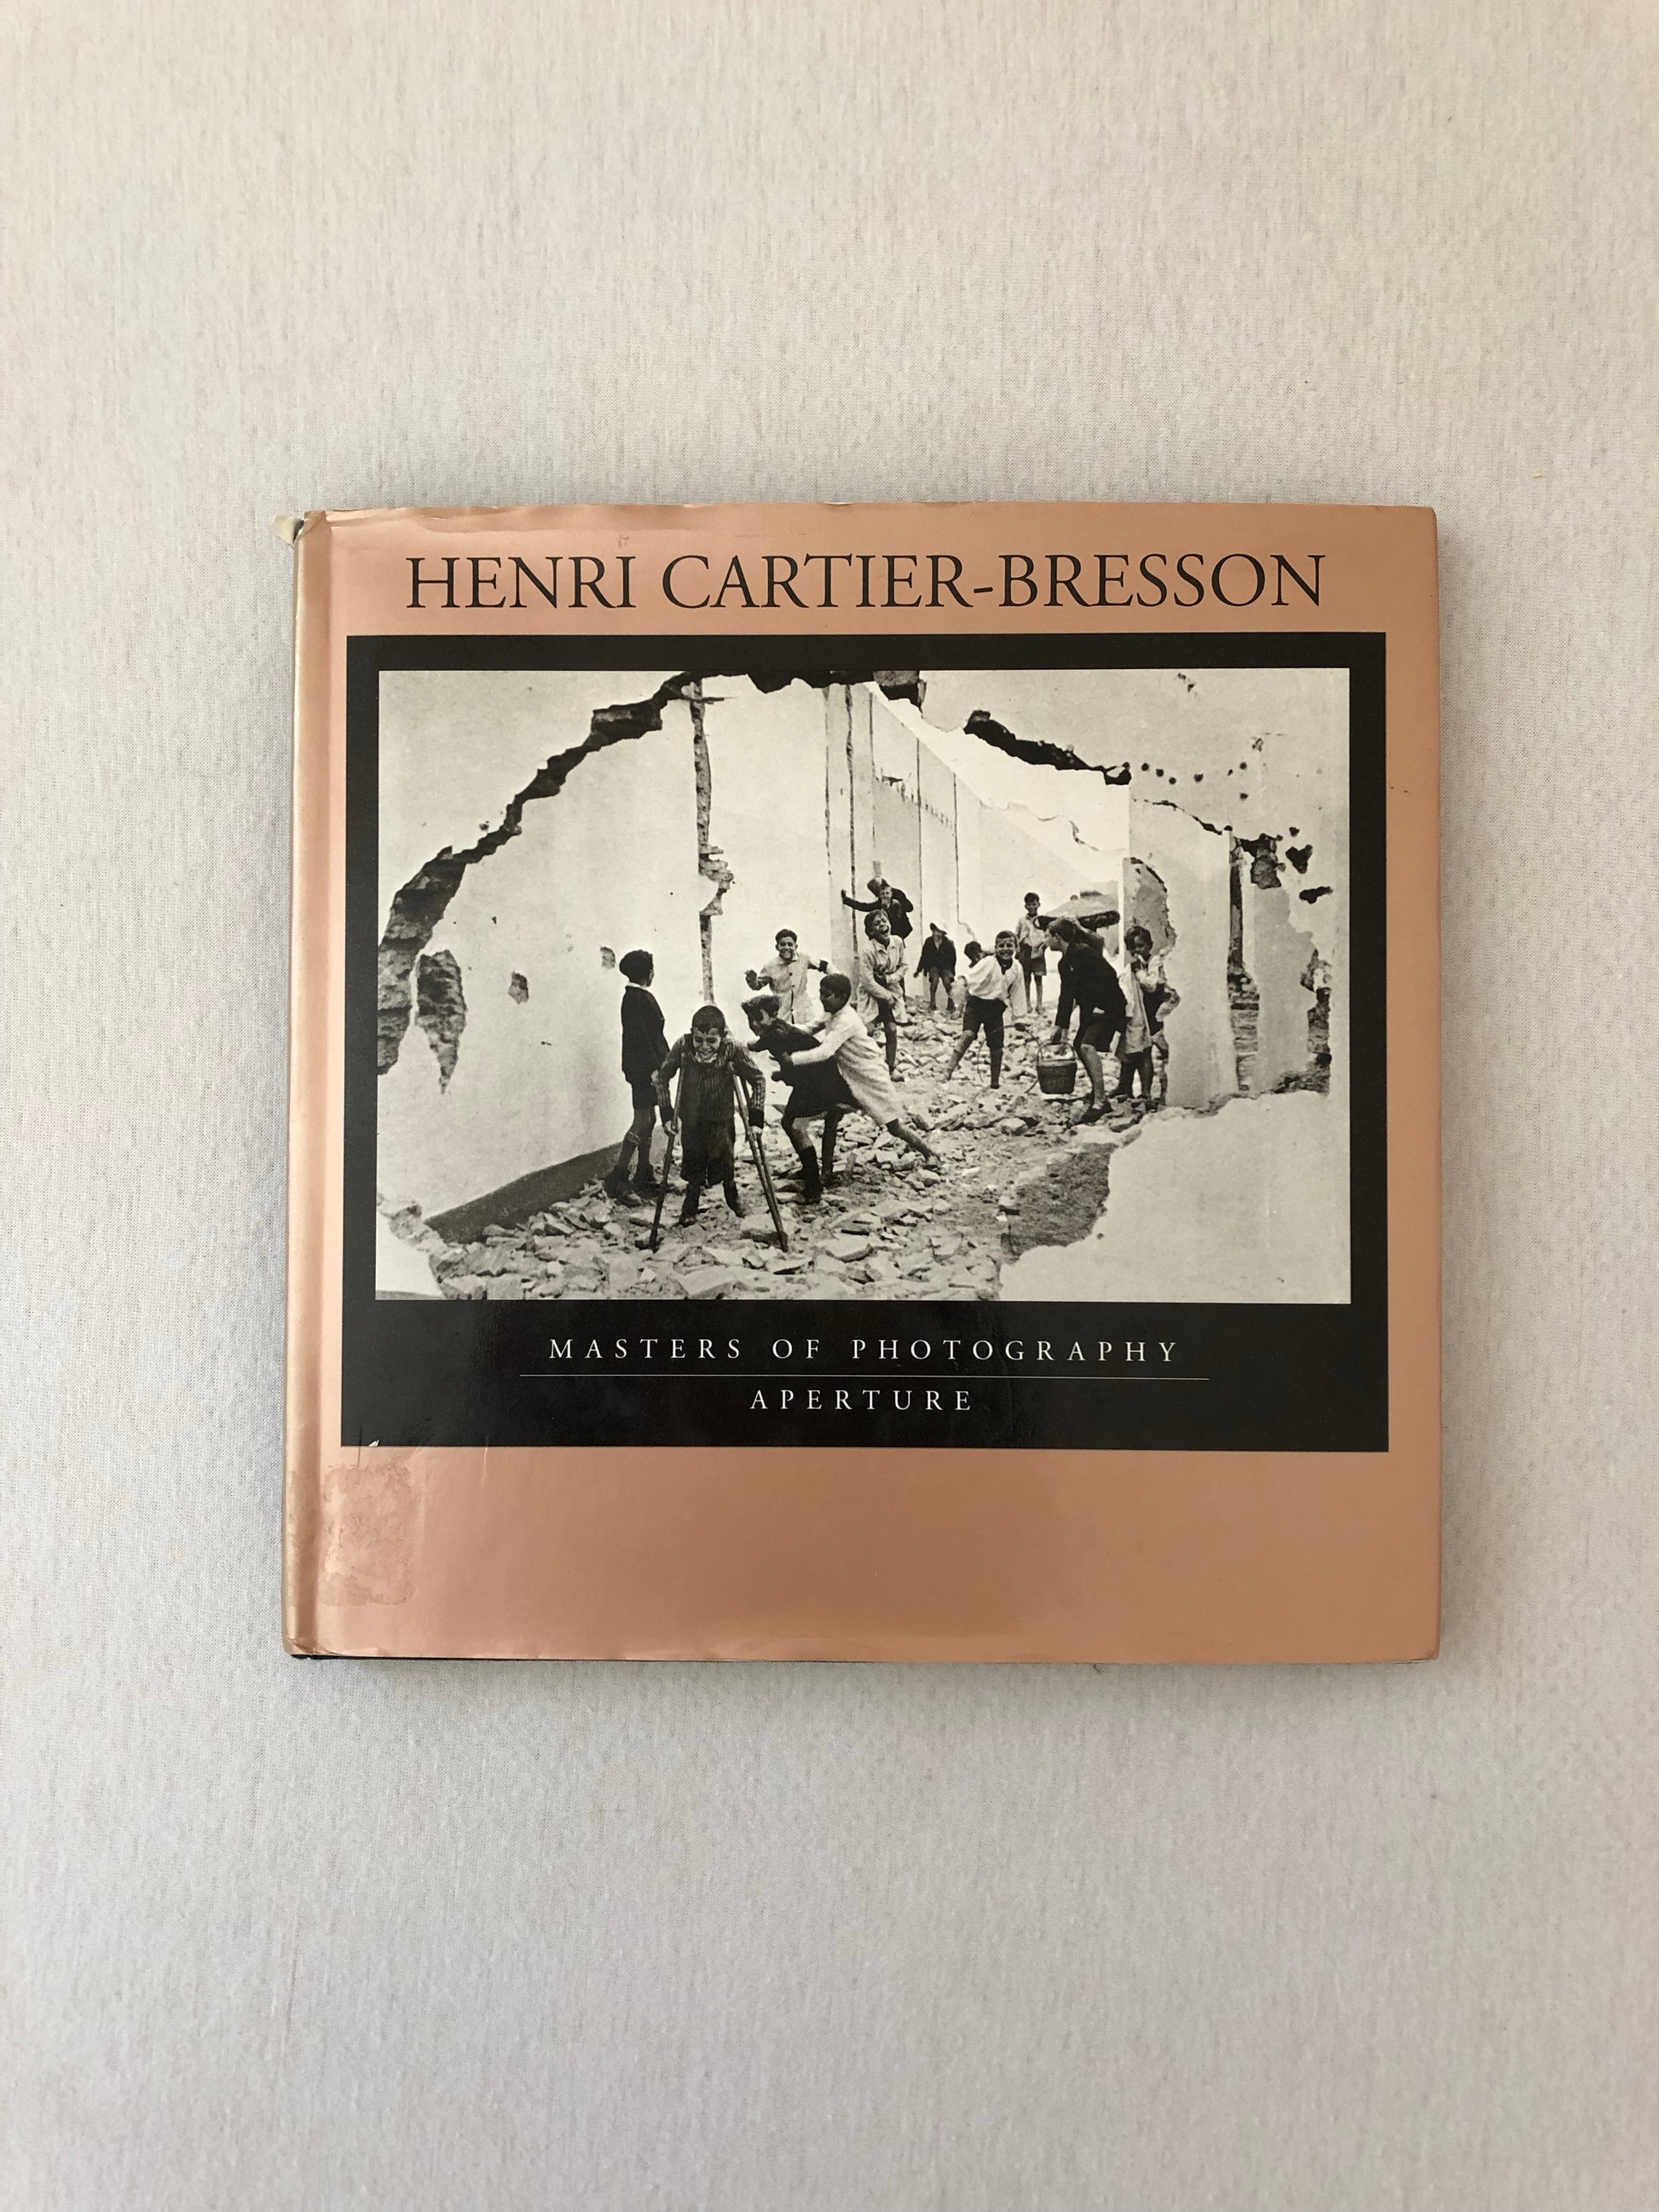 HENRI CARTIER-BRESSON
MASTERS OF PHOTOGRAPHY
APERTURE